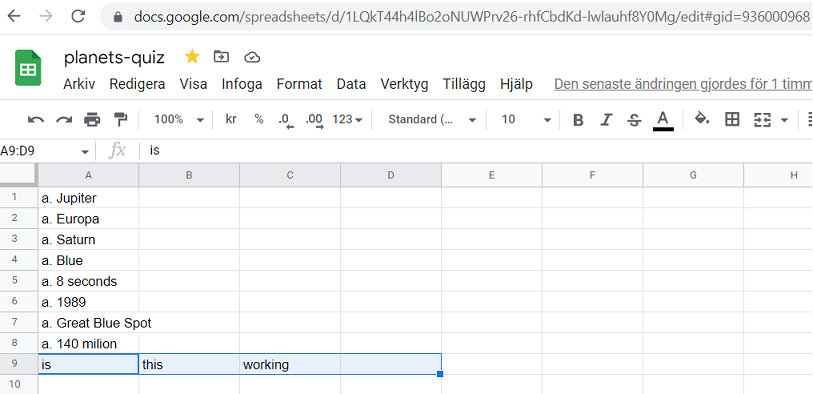 docs.google.com/spreadsheets/d/1LQkT44h4lBo2oNUWPrv26-rhfCbdKd-lwlauhf8Y0Mg/edit#gid=936000968
planets-quiz
Arkiv Redigera Visa Infoga Format Data Verktyg Tillägg Hjälp Den senaste ändringen gjordes för 1 timm
100% kr % .0 .00 123 Standard (... 10 B I S A
A9:D9 fx is
A B C D E F G H
1 a. Jupiter
2 a. Europa
3 a. Saturn
4 a. Blue
5 a. 8 seconds
6 a. 1989
7 a. Great Blue Spot
8 a. 140 milion
9 is this working
10